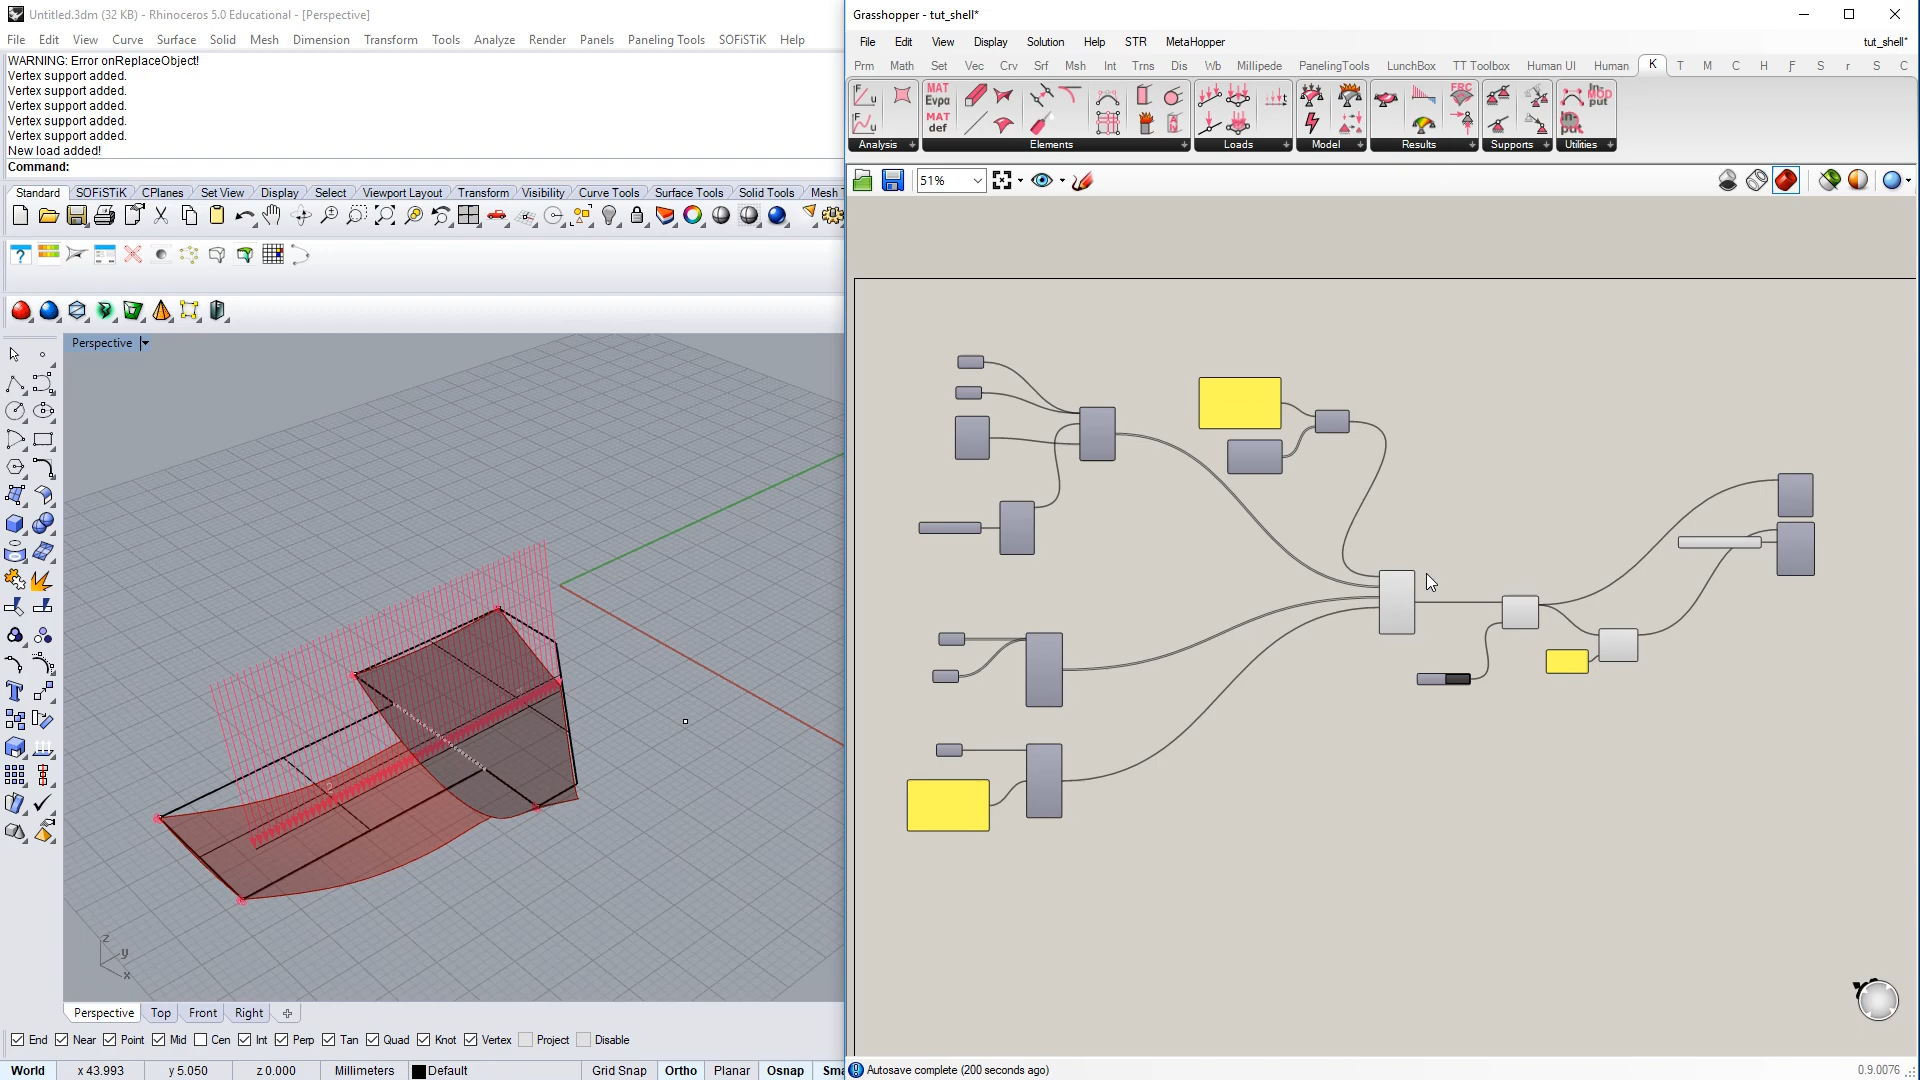 Untitled.3dm (32 KB) - Rhinoceros 5.0 Educational - [Perspective]
File Edit View Curve Surface Solid Mesh Dimension Transform Tools Analyze Render Panels Paneling Tools SOFiSTiK Help
WARNING: Error onReplaceObject!
Vertex support added.
Vertex support added.
Vertex support added.
Vertex support added.
Vertex support added.
New load added!
Command:
Standard SOFiSTiK CPlanes Set View Display Select Viewport Layout Transform Visibility Curve Tools Surface Tools Solid Tools Mesh T
Perspective
2
z
y
x
Perspective Top Front Right
End Near Point Mid Cen Int Perp Tan Quad Knot Vertex Project Disable
World x 43.993 y 5.050 z 0.000 Millimeters Default Grid Snap Ortho Planar Osnap Sma
Grasshopper - tut_shell*
File Edit View Display Solution Help STR MetaHopper tut_shell*
Prm Math Set Vec Crv Srf Msh Int Trns Dis Wb Millipede PanelingTools LunchBox TT Toolbox Human UI Human K T M C H F S r S C
MAT
MAT
def
FRC
Analysis Elements Loads Model Results Supports Utilities
51%
Autosave complete (200 seconds ago)
0.9.0076